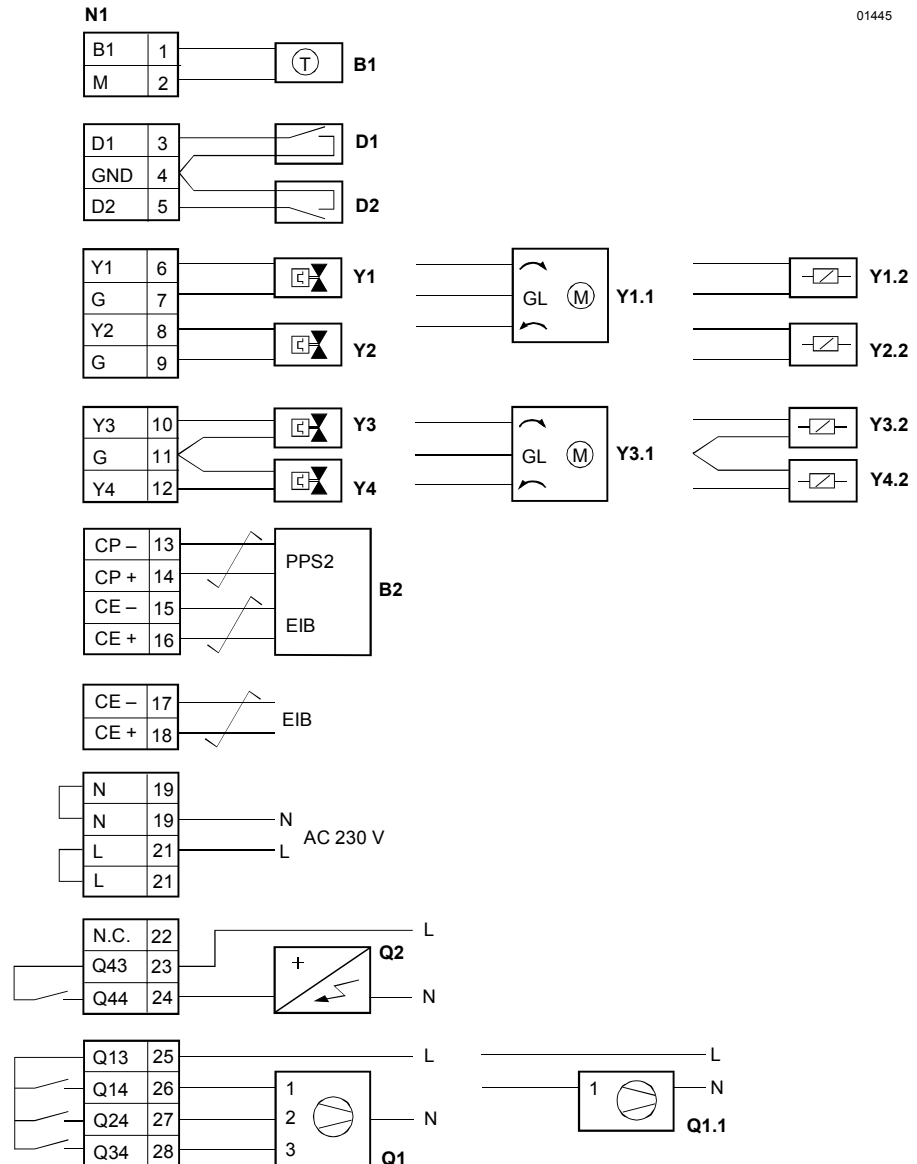 N1 01445
B1 1 T B1
M 2
D1 3 D1
GND 4
D2 5 D2
Y1 6 Y1 Y1.2
G 7 GL M Y1.1
Y2 8
G 9 Y2 Y2.2
Y3 10 Y3 Y3.2
G 11 GL M Y3.1
Y4 12 Y4 Y4.2
CP – 13
CP + 14 PPS2
B2
CE – 15
CE + 16 EIB
CE – 17
CE + 18 EIB
N 19
N 19 N
AC 230 V
L 21 L
L 21
N.C. 22 L
Q43 23 + Q2
Q44 24 N
Q13 25 L L
Q14 26 1 1 N
Q24 27 2 N Q1.1
Q34 28 3 Q1